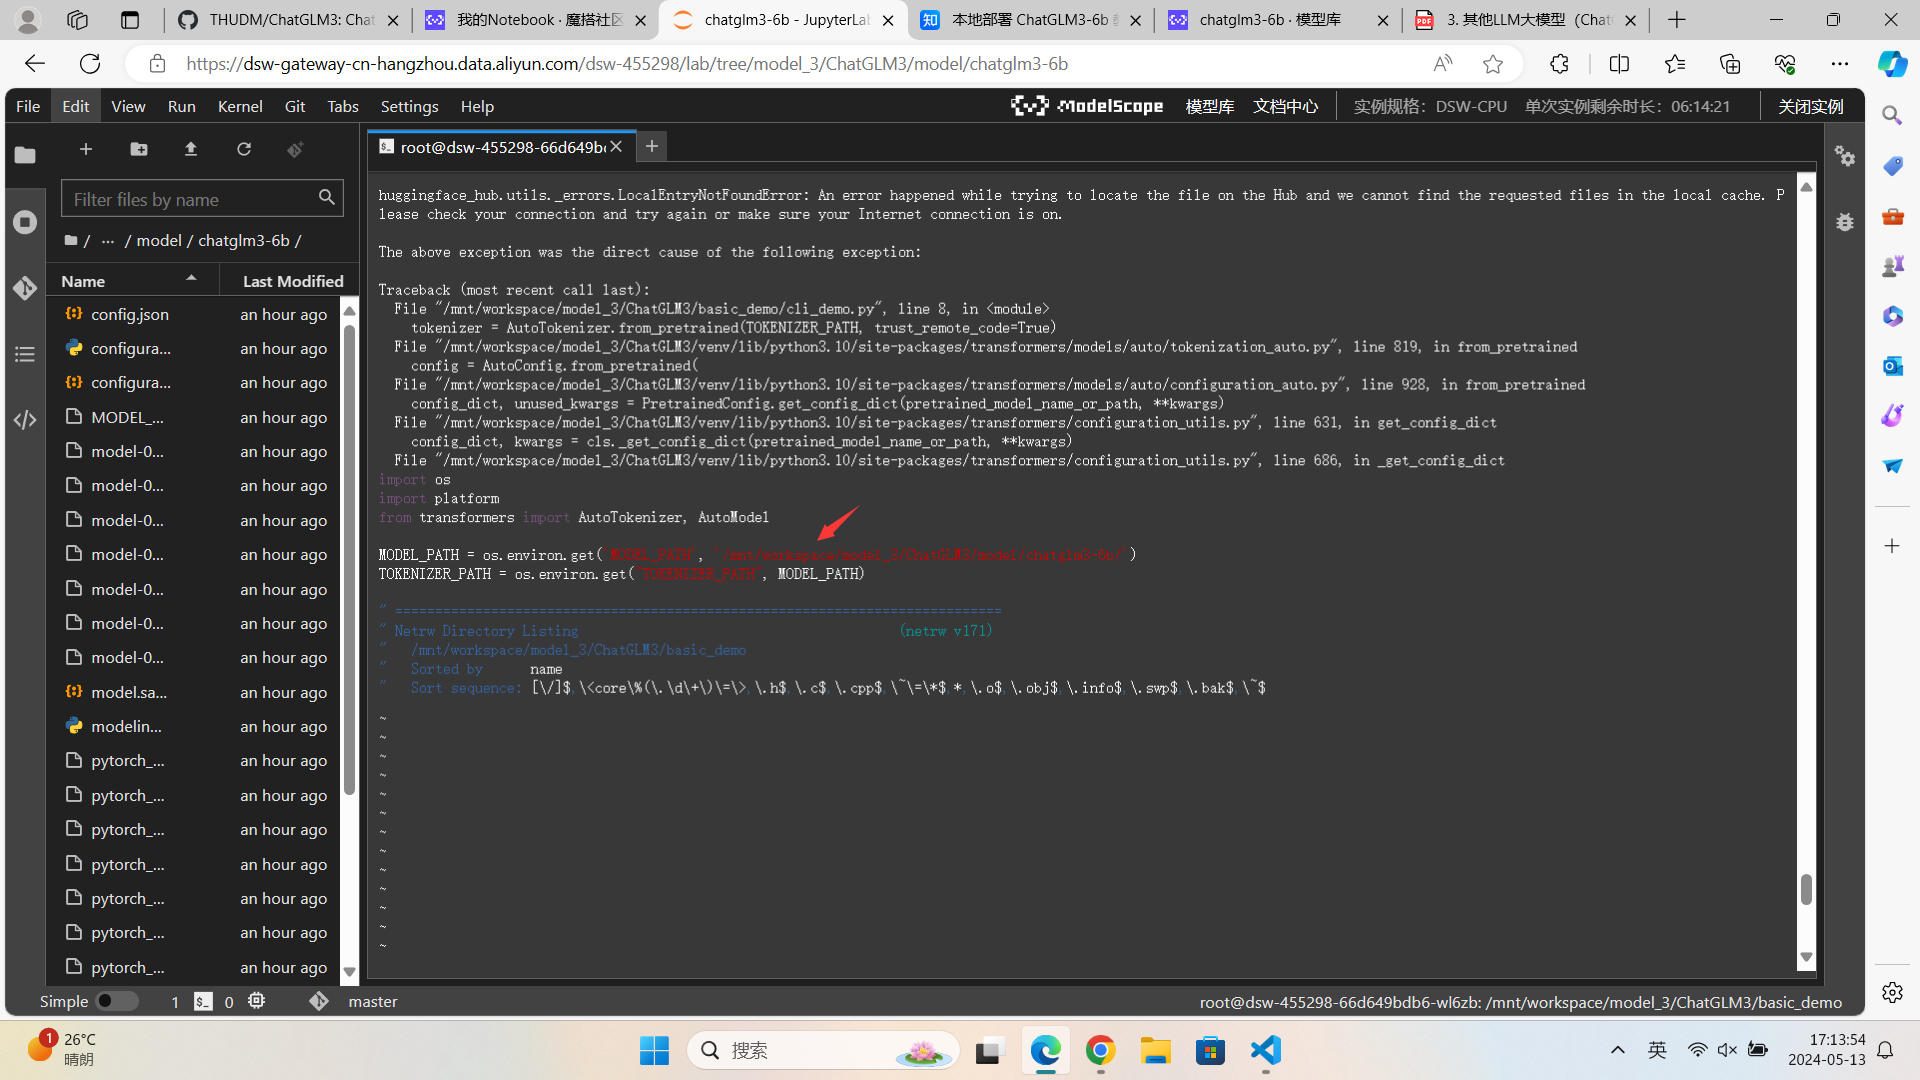 THUDM/ChatGLM3: Chat
我的Notebook · 魔搭社区
chatglm3-6b - JupyterLab
本地部署 ChatGLM3-6b
chatglm3-6b · 模型库
3. 其他LLM大模型（Chat
https://dsw-gateway-cn-hangzhou.data.aliyun.com/dsw-455298/lab/tree/model_3/ChatGLM3/model/chatglm3-6b
File Edit View Run Kernel Git Tabs Settings Help
ModelScope 模型库 文档中心 实例规格: DSW-CPU 单次实例剩余时长: 06:14:21 关闭实例
root@dsw-455298-66d649bd
Filter files by name
/ ··· / model / chatglm3-6b /
Name Last Modified
config.json an hour ago
configura... an hour ago
configura... an hour ago
MODEL_... an hour ago
model-0... an hour ago
model-0... an hour ago
model-0... an hour ago
model-0... an hour ago
model-0... an hour ago
model-0... an hour ago
model-0... an hour ago
model.sa... an hour ago
modelin... an hour ago
pytorch_... an hour ago
pytorch_... an hour ago
pytorch_... an hour ago
pytorch_... an hour ago
pytorch_... an hour ago
pytorch_... an hour ago
pytorch_... an hour ago
huggingface_hub.utils._errors.LocalEntryNotFoundError: An error happened while trying to locate the file on the Hub and we cannot find the requested files in the local cache. P
lease check your connection and try again or make sure your Internet connection is on.
The above exception was the direct cause of the following exception:
Traceback (most recent call last):
File "/mnt/workspace/model_3/ChatGLM3/basic_demo/cli_demo.py", line 8, in <module>
tokenizer = AutoTokenizer.from_pretrained(TOKENIZER_PATH, trust_remote_code=True)
File "/mnt/workspace/model_3/ChatGLM3/venv/lib/python3.10/site-packages/transformers/models/auto/tokenization_auto.py", line 819, in from_pretrained
config = AutoConfig.from_pretrained(
File "/mnt/workspace/model_3/ChatGLM3/venv/lib/python3.10/site-packages/transformers/models/auto/configuration_auto.py", line 928, in from_pretrained
config_dict, unused_kwargs = PretrainedConfig.get_config_dict(pretrained_model_name_or_path, **kwargs)
File "/mnt/workspace/model_3/ChatGLM3/venv/lib/python3.10/site-packages/transformers/configuration_utils.py", line 631, in get_config_dict
config_dict, kwargs = cls._get_config_dict(pretrained_model_name_or_path, **kwargs)
File "/mnt/workspace/model_3/ChatGLM3/venv/lib/python3.10/site-packages/transformers/configuration_utils.py", line 686, in _get_config_dict
import os
import platform
from transformers import AutoTokenizer, AutoModel
MODEL_PATH = os.environ.get("MODEL_PATH", "/mnt/workspace/model_3/ChatGLM3/model/chatglm3-6b/")
TOKENIZER_PATH = os.environ.get("TOKENIZER_PATH", MODEL_PATH)
" ============================================================================
" Netrw Directory Listing (netrw v171)
" /mnt/workspace/model_3/ChatGLM3/basic_demo
" Sorted by name
" Sort sequence: [\/]$,\<core\%(\.\d\+\)\=\>,\.h$,\.c$,\.cpp$,\~\=\*$,*,\.o$,\.obj$,\.info$,\.swp$,\.bak$,\~$
~
~
~
~
~
~
~
~
~
~
~
~
~
Simple 1 0 master root@dsw-455298-66d649bdb6-wl6zb: /mnt/workspace/model_3/ChatGLM3/basic_demo
1 26°C
晴朗
搜索
英
17:13:54
2024-05-13